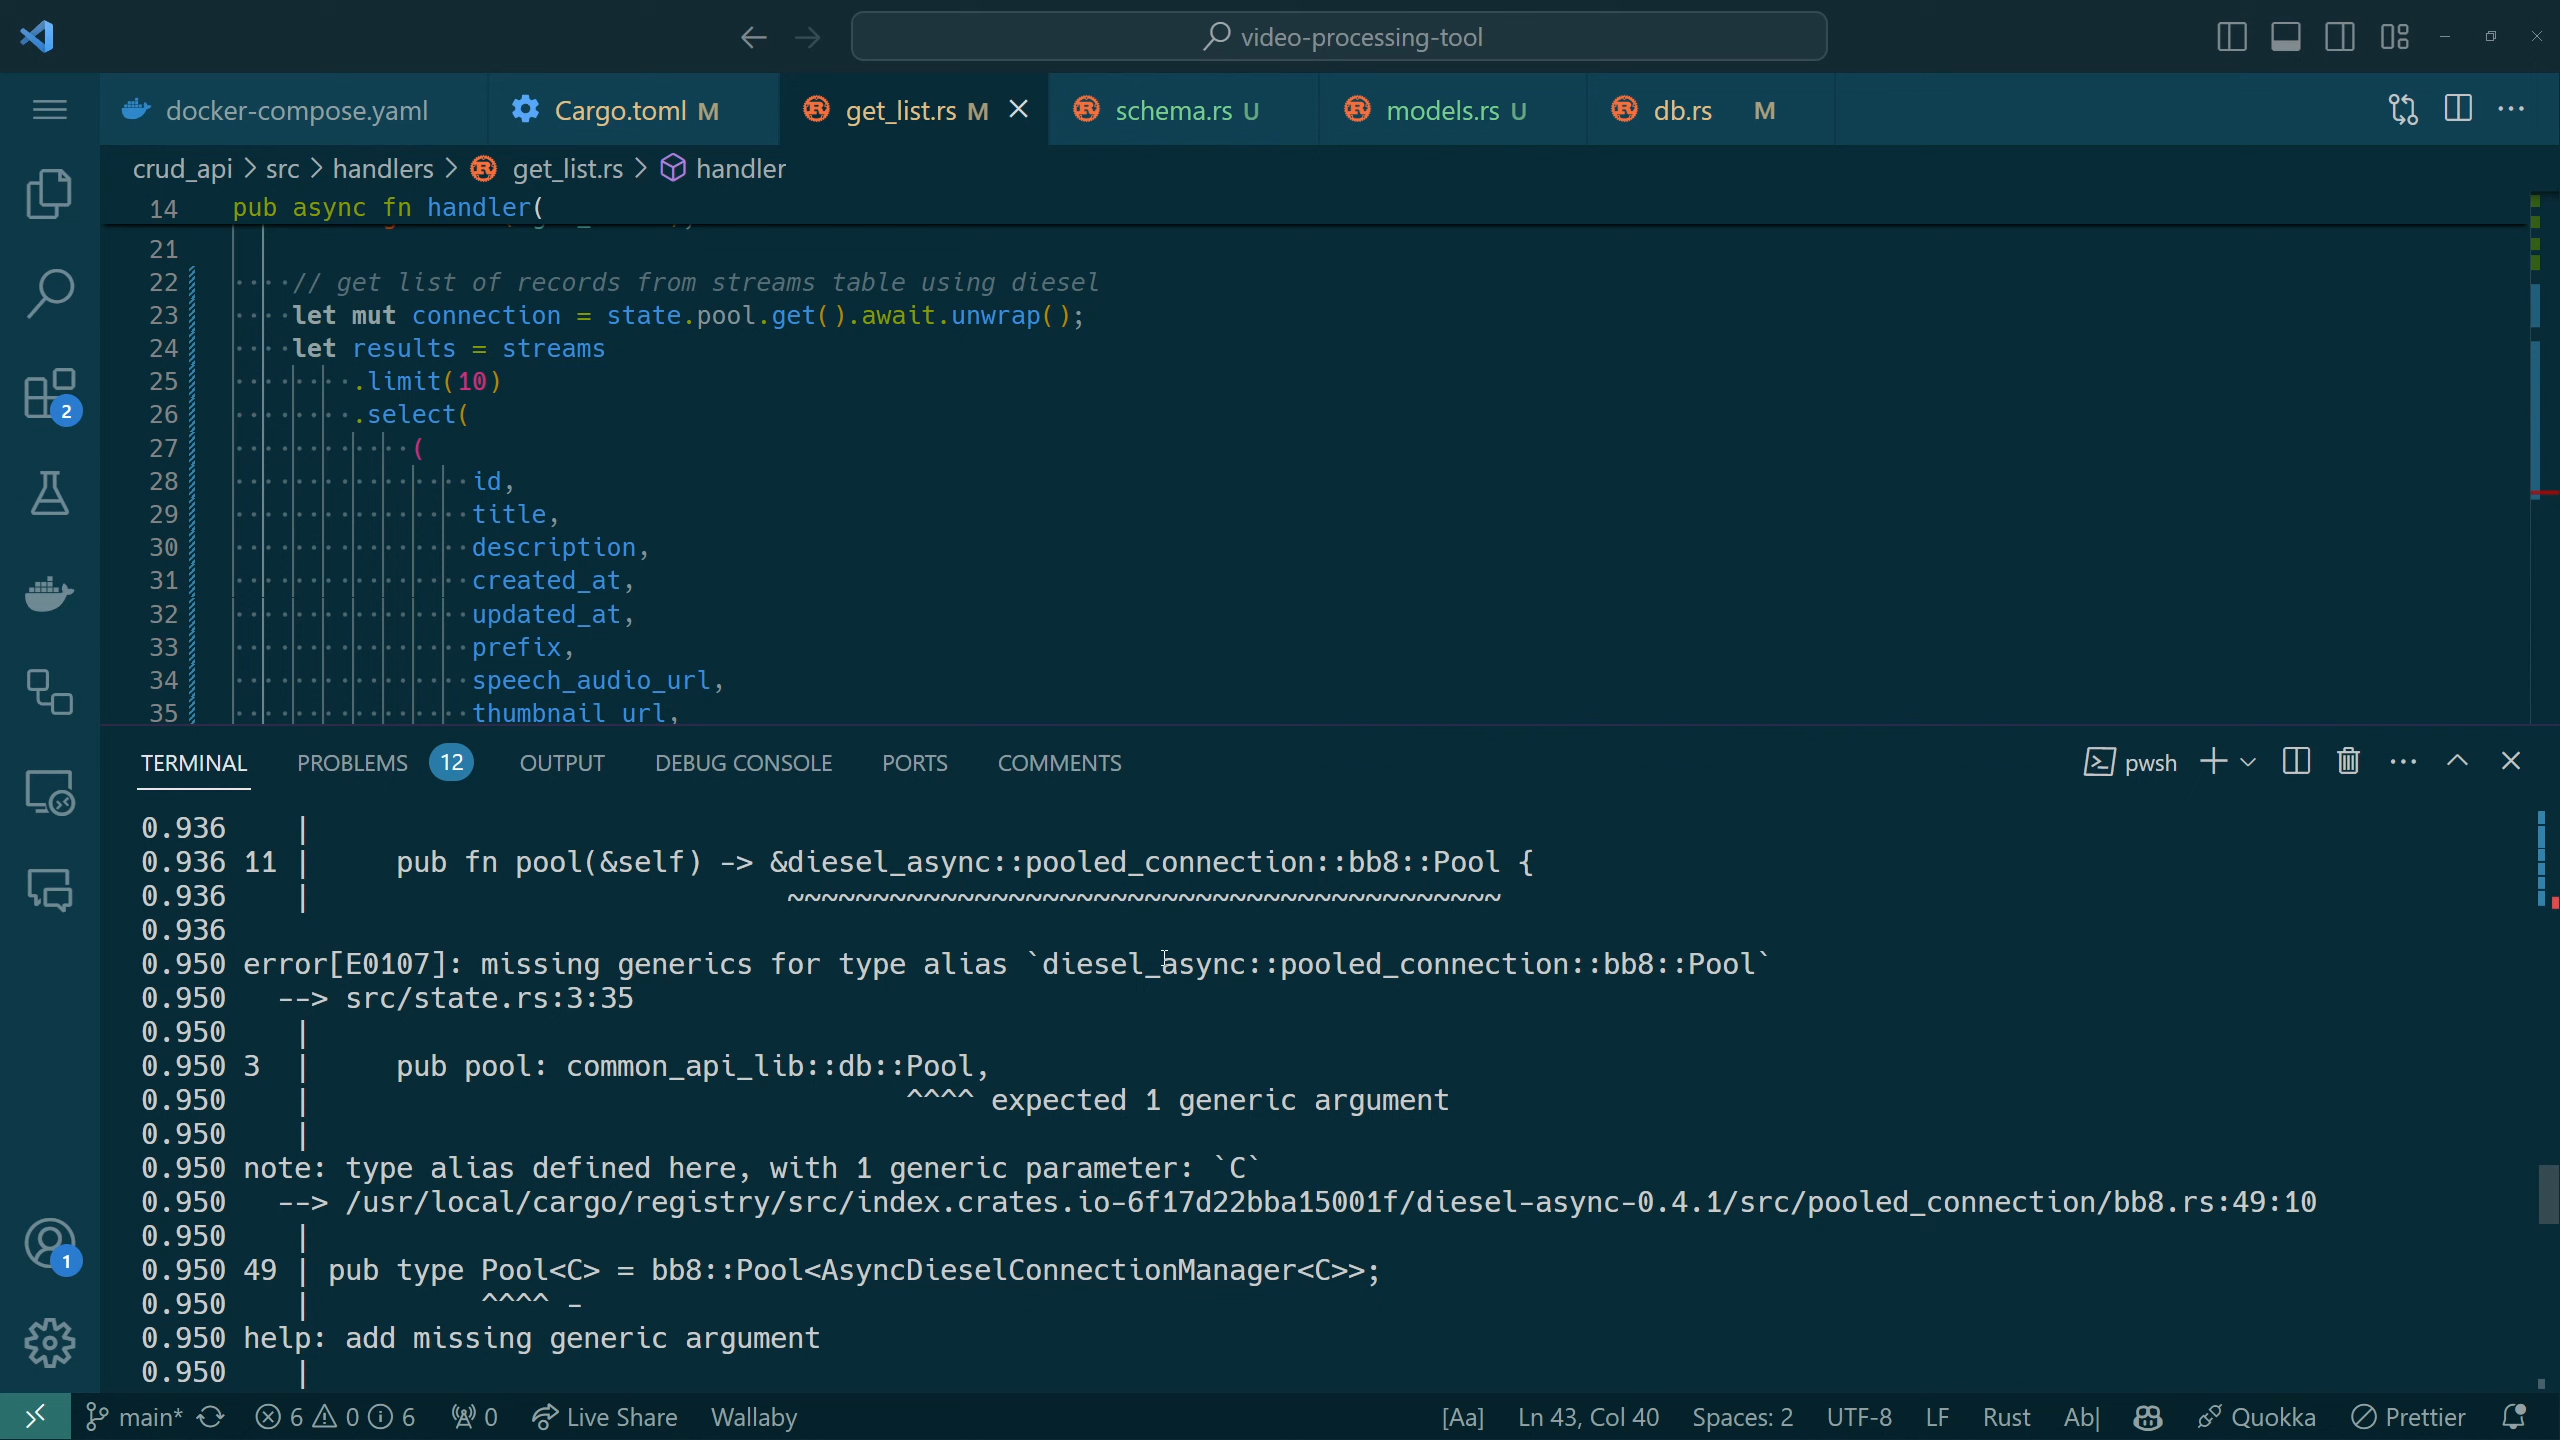 video-processing-tool
docker-compose.yaml
Cargo.toml M
get_list.rs M
schema.rs U
models.rs U
db.rs M
crud_api > src > handlers > get_list.rs > handler
14 pub async fn handler(
21
22 // get list of records from streams table using diesel
23 let mut connection = state.pool.get().await.unwrap();
24 let results = streams
25 .limit(10)
26 .select(
27 (
28 id,
29 title,
30 description,
31 created_at,
32 updated_at,
33 prefix,
34 speech_audio_url,
35 thumbnail_url,
2
1
TERMINAL PROBLEMS 12 OUTPUT DEBUG CONSOLE PORTS COMMENTS
pwsh
0.936 |
0.936 11 | pub fn pool(&self) -> &diesel_async::pooled_connection::bb8::Pool {
0.936 | ~~~~~~~~~~~~~~~~~~~~~~~~~~~~~~~~~~~~~~~~~~
0.936
0.950 error[E0107]: missing generics for type alias `diesel_async::pooled_connection::bb8::Pool`
0.950 --> src/state.rs:3:35
0.950 |
0.950 3 | pub pool: common_api_lib::db::Pool,
0.950 | ^^^^ expected 1 generic argument
0.950 |
0.950 note: type alias defined here, with 1 generic parameter: `C`
0.950 --> /usr/local/cargo/registry/src/index.crates.io-6f17d22bba15001f/diesel-async-0.4.1/src/pooled_connection/bb8.rs:49:10
0.950 |
0.950 49 | pub type Pool<C> = bb8::Pool<AsyncDieselConnectionManager<C>>;
0.950 | ^^^^ -
0.950 help: add missing generic argument
0.950 |
main* 6 0 6 0 Live Share Wallaby [Aa] Ln 43, Col 40 Spaces: 2 UTF-8 LF Rust Ab| Quokka Prettier